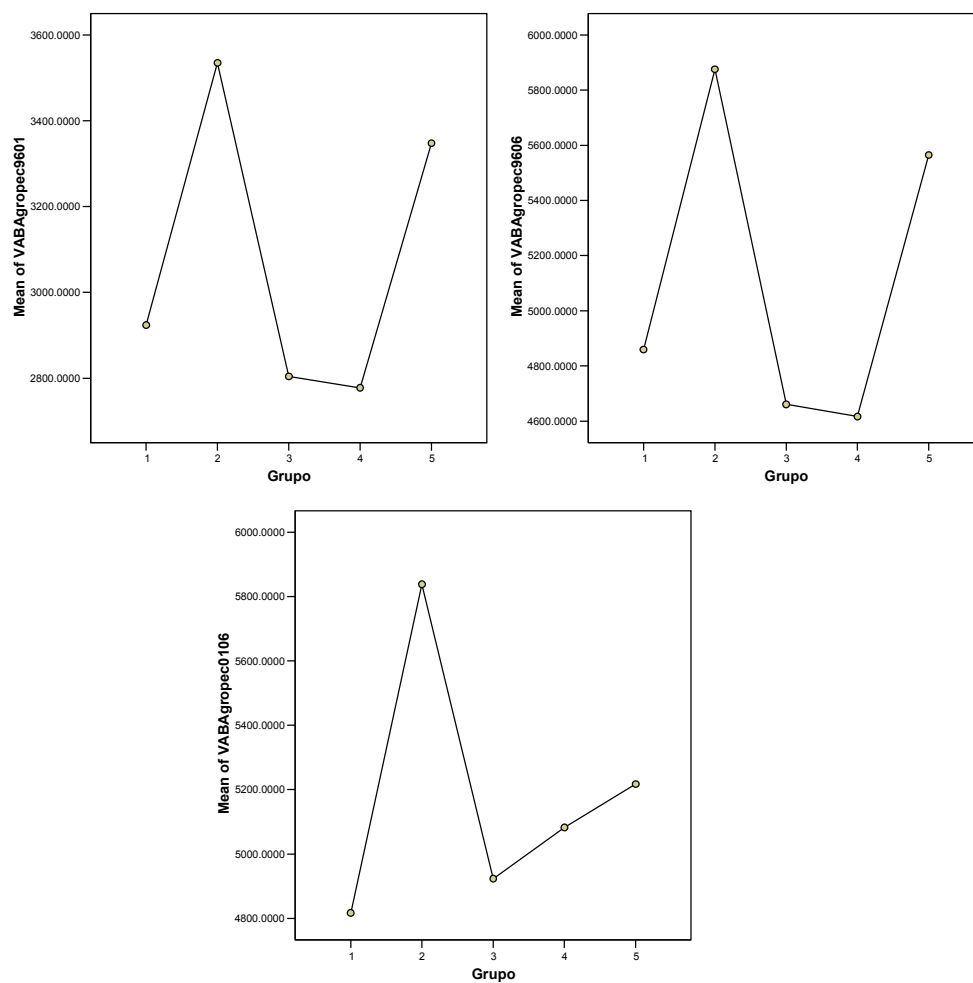 Mean of VABAgropec9601
3600.0000
3400.0000
3200.0000
3000.0000
2800.0000
1 2 3 4 5
Grupo
Mean of VABAgropec9606
6000.0000
5800.0000
5600.0000
5400.0000
5200.0000
5000.0000
4800.0000
4600.0000
1 2 3 4 5
Grupo
Mean of VABAgropec0106
6000.0000
5800.0000
5600.0000
5400.0000
5200.0000
5000.0000
4800.0000
1 2 3 4 5
Grupo